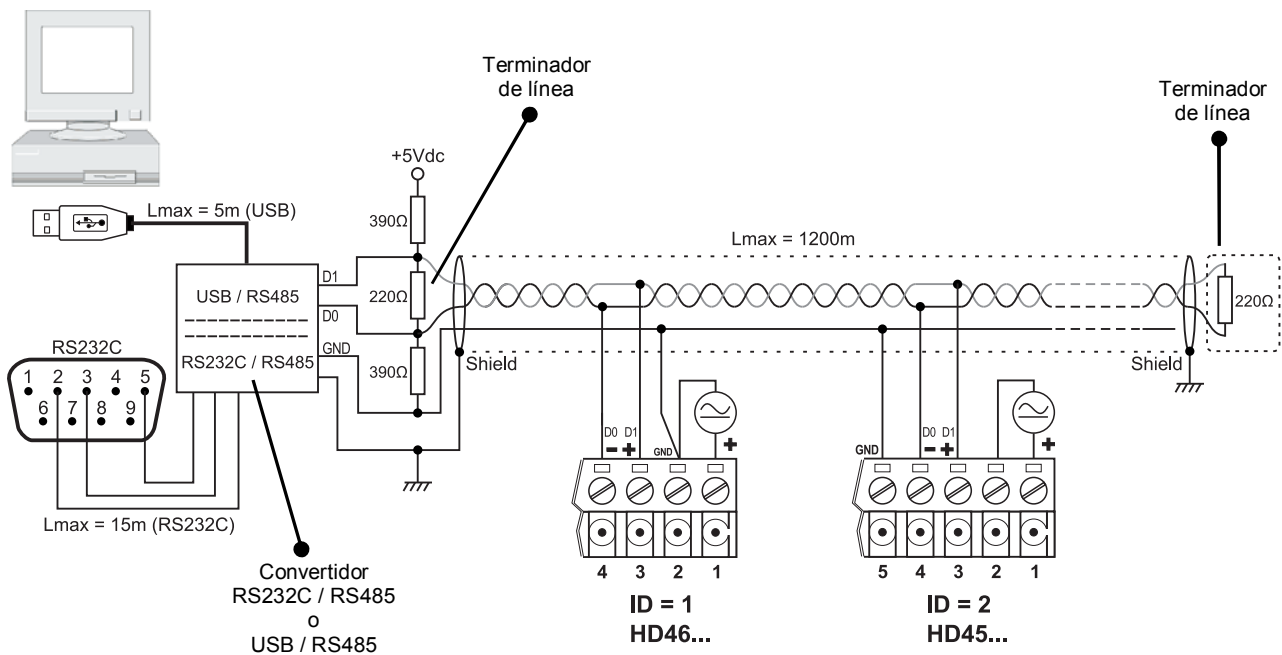 Terminador
de línea
Terminador
de línea
+5Vdc
390Ω
Lmax = 5m (USB)
Lmax = 1200m
D1
USB / RS485
220Ω
D0
220Ω
RS232C
GND
RS232C / RS485
390Ω
Shield
Shield
1 2 3 4 5
6 7 8 9
D0 D1
- +
GND
+
GND
D0 D1
- +
+
Lmax = 15m (RS232C)
Convertidor
RS232C / RS485
o
USB / RS485
4 3 2 1
ID = 1
HD46...
5 4 3 2 1
ID = 2
HD45...